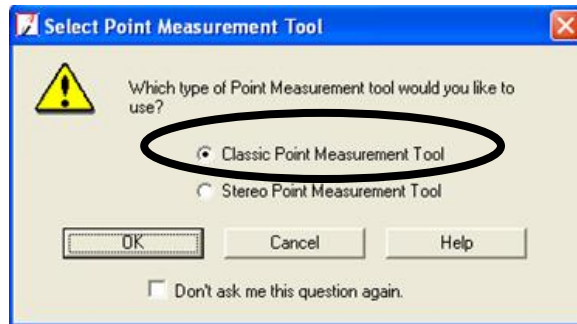 Select Point Measurement Tool
Which type of Point Measurement tool would you like to
use?
Classic Point Measurement Tool
Stereo Point Measurement Tool
OK Cancel Help
Don't ask me this question again.